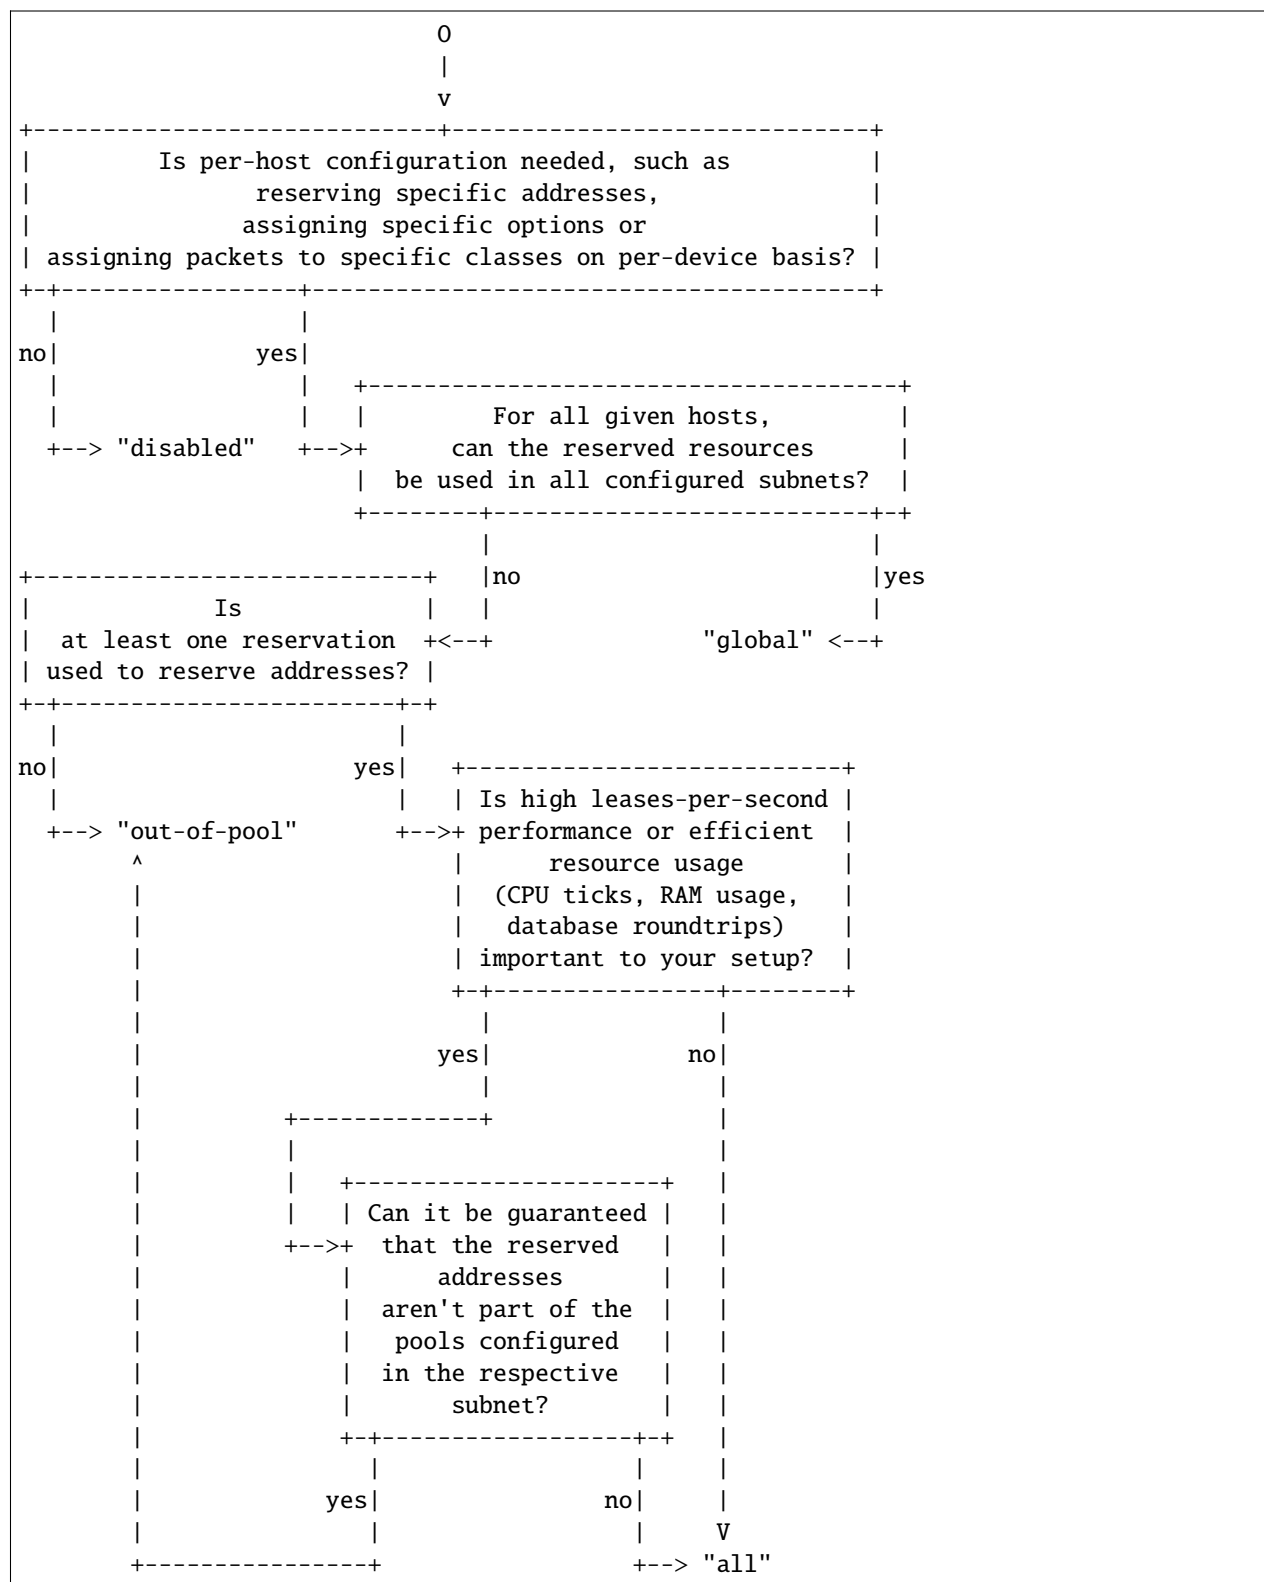 O
                                   |
                                   v
+-----------------------------+------------------------------+
|         Is per-host configuration needed, such as          |
|                reserving specific addresses,               |
|               assigning specific options or                |
| assigning packets to specific classes on per-device basis? |
+-+-----------------+----------------------------------------+
  |                 |
no|              yes|
  |                 |   +--------------------------------------+
  |                 |   |         For all given hosts,         |
  +--> "disabled"   +-->+      can the reserved resources      |
                        |  be used in all configured subnets?  |
                        +--------+---------------------------+-+
                                 |                           |
+----------------------------+   |no                         |yes
|             Is             |   |                           |
|  at least one reservation  +<--+               "global" <--+
| used to reserve addresses? |
+-+------------------------+-+
  |                        |
no|                     yes|   +---------------------------+
  |                        |   | Is high leases-per-second |
  +--> "out-of-pool"       +-->+ performance or efficient  |
        ^                      |      resource usage       |
        |                      |  (CPU ticks, RAM usage,   |
        |                      |   database roundtrips)    |
        |                      | important to your setup?  |
        |                      +-+----------------+--------+
        |                        |                |
        |                     yes|              no|
        |                        |                |
        |          +-------------+                |
        |          |                              |
        |          |   +----------------------+   |
        |          |   | Can it be guaranteed |   |
        |          +-->+  that the reserved   |   |
        |              |      addresses       |   |
        |              |  aren't part of the  |   |
        |              |   pools configured   |   |
        |              |  in the respective   |   |
        |              |       subnet?        |   |
        |              +-+------------------+-+   |
        |                |                  |     |
        |             yes|                no|     |
        |                |                  |     V
        +----------------+                  +--> "all"